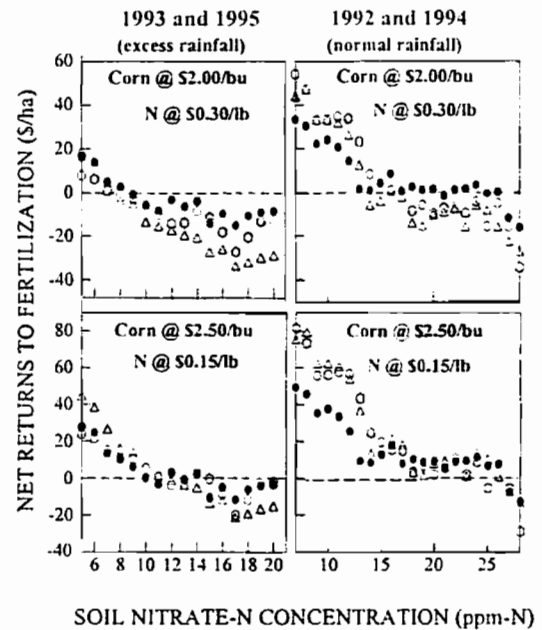 1993 and 1995
(excess rainfall)
1992 and 1994
(normal rainfall)
NET RETURNS TO FERTILIZATION ($/ha)
60
40
20
0
-20
-40
Corn @ $2.00/bu
N @ $0.30/lb
Corn @ $2.00/bu
N @ $0.30/lb
80
60
40
20
0
-20
-40
Corn @ $2.50/bu
N @ $0.15/lb
Corn @ $2.50/bu
N @ $0.15/lb
6 8 10 12 14 16 18 20
10 15 20 25
SOIL NITRATE-N CONCENTRATION (ppm-N)